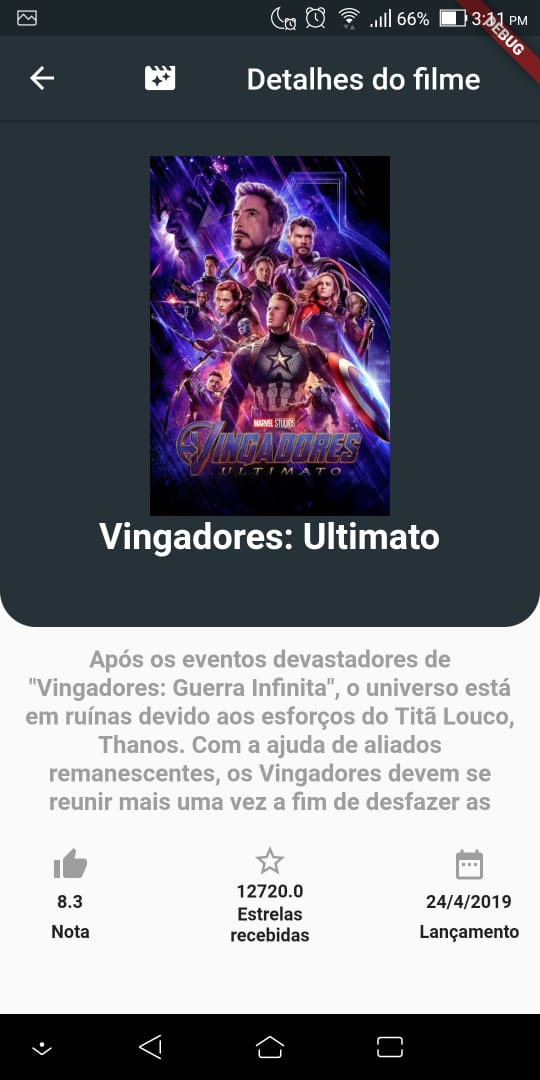 66% 3:11 PM
DEBUG
Detalhes do filme
MARVEL STUDIOS
VINGADORES
ULTIMATO
Vingadores: Ultimato
Após os eventos devastadores de
"Vingadores: Guerra Infinita", o universo está
em ruínas devido aos esforços do Titã Louco,
Thanos. Com a ajuda de aliados
remanescentes, os Vingadores devem se
reunir mais uma vez a fim de desfazer as
8.3 12720.0 24/4/2019
Nota Estrelas Lançamento
recebidas